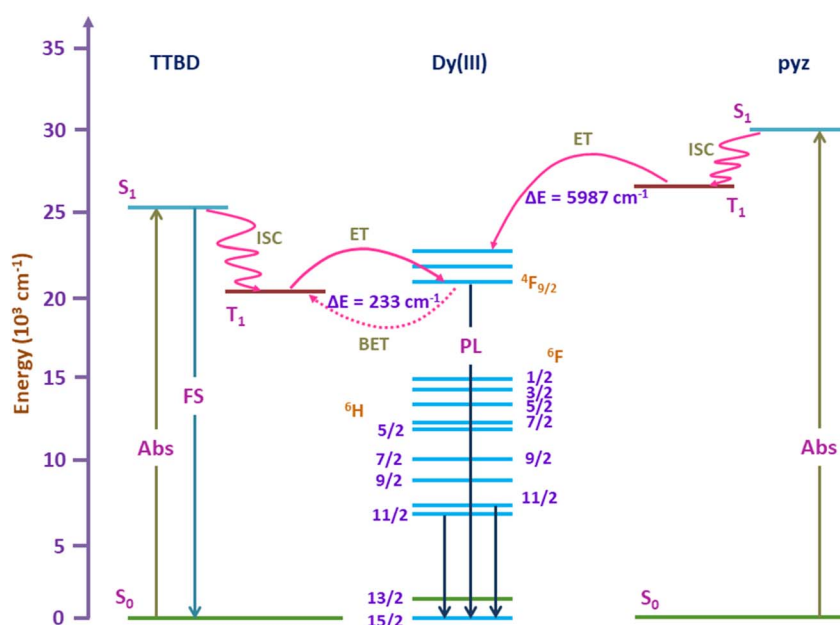 35
TTBD
Dy(III)
pyz
S₁
30
ET
ISC
S₁
T₁
ΔE = 5987 cm⁻¹
25
ET
ISC
⁴F₉/₂
20
ΔE = 233 cm⁻¹
T₁
BET
PL
⁶F
15
1/2
3/2
FS
5/2
⁶H
7/2
5/2
Abs
Abs
10
7/2
9/2
9/2
11/2
11/2
5
S₀
13/2
S₀
0
15/2
Energy (10³ cm⁻¹)